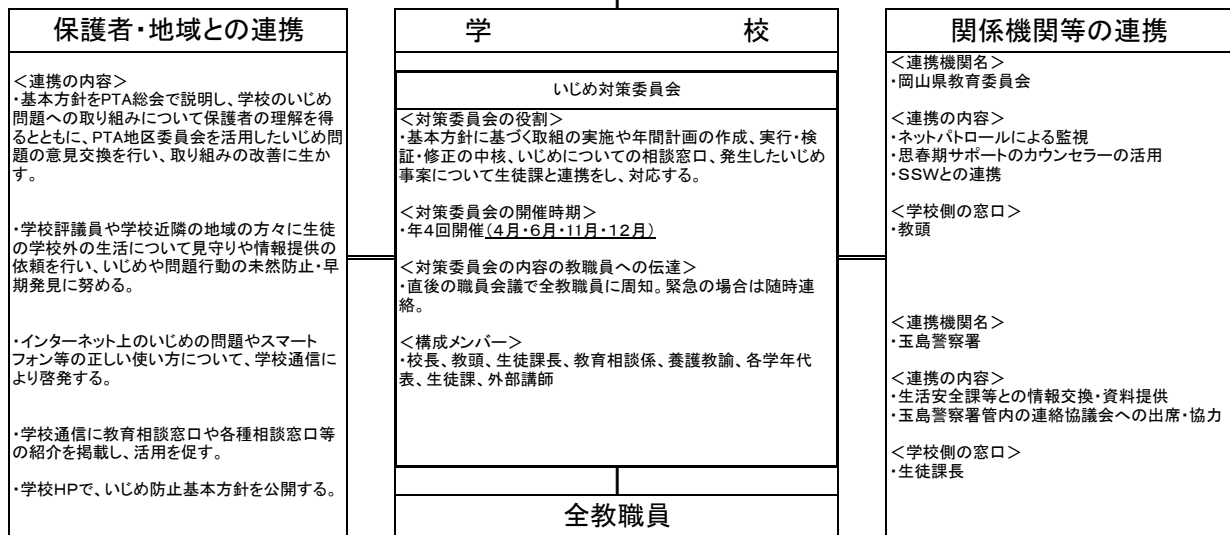 保護者・地域との連携
<連携の内容>
・基本方針をPTA総会で説明し、学校のいじめ
問題への取り組みについて保護者の理解を得
るとともに、PTA地区委員会を活用したいじめ問
題の意見交換を行い、取り組みの改善に生か
す。
・学校評議員や学校近隣の地域の方々に生徒
の学校外の生活について見守りや情報提供の
依頼を行い、いじめや問題行動の未然防止・早
期発見に努める。
・インターネット上のいじめの問題やスマート
フォン等の正しい使い方について、学校通信に
より啓発する。
・学校通信に教育相談窓口や各種相談窓口等
の紹介を掲載し、活用を促す。
・学校HPで、いじめ防止基本方針を公開する。
学 校
いじめ対策委員会
<対策委員会の役割>
・基本方針に基づく取組の実施や年間計画の作成、実行・検
証・修正の中核、いじめについての相談窓口、発生したいじめ
事案について生徒課と連携をし、対応する。
<対策委員会の開催時期>
・年4回開催(4月・6月・11月・12月)
<対策委員会の内容の教職員への伝達>
・直後の職員会議で全教職員に周知。緊急の場合は随時連
絡。
<構成メンバー>
・校長、教頭、生徒課長、教育相談係、養護教諭、各学年代
表、生徒課、外部講師
全教職員
関係機関等の連携
<連携機関名>
・岡山県教育委員会
<連携の内容>
・ネットパトロールによる監視
・思春期サポートのカウンセラーの活用
・SSWとの連携
<学校側の窓口>
・教頭
<連携機関名>
・玉島警察署
<連携の内容>
・生活安全課等との情報交換・資料提供
・玉島警察署管内の連絡協議会への出席・協力
<学校側の窓口>
・生徒課長